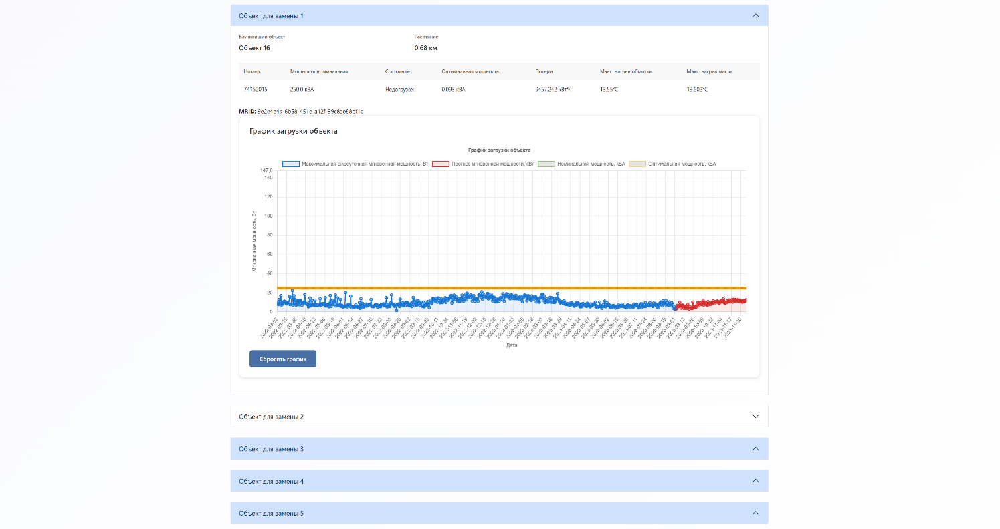 Объект для замены 1
Ближайший объект Расотяние
Объект 16 0.68 км
Номер Мощность номинальная Состояние Оптимальная мощность Потери Макс. нагрев обмотки Макс. нагрев масла
74152015 250.0 кВА Недогружен 0.093 кВА 9457.242 кВт*ч 13.55°C 13.502°C
MRID: 9e2e4e4a-6b58-451e-a12f-39c8ae88bf1c
График загрузки объекта
График загрузки объекта
Максимальная ежесуточная мгновенная мощность, Вт Прогноз мгновенной мощности, кВт Номинальная мощность, кВА Оптимальная мощность, кВА
147,6
140
120
100
80
60
40
20
0
Мгновенная мощность, Вт
2022-03-02 2022-03-15 2022-03-28 2022-04-10 2022-04-23 2022-05-06 2022-05-19 2022-06-01 2022-06-14 2022-06-27 2022-07-10 2022-07-23 2022-08-05 2022-08-20 2022-09-02 2022-09-15 2022-09-28 2022-10-11 2022-10-24 2022-11-06 2022-11-19 2022-12-02 2022-12-15 2022-12-28 2023-01-10 2023-01-23 2023-02-05 2023-02-18 2023-03-03 2023-03-16 2023-03-29 2023-04-11 2023-04-24 2023-05-07 2023-05-20 2023-06-02 2023-06-15 2023-06-28 2023-07-11 2023-07-24 2023-08-06 2023-08-19 2023-09-01 2023-09-13 2023-09-26 2023-10-09 2023-10-22 2023-11-04 2023-11-17 2023-11-30
Дата
Сбросить график
Объект для замены 2
Объект для замены 3
Объект для замены 4
Объект для замены 5